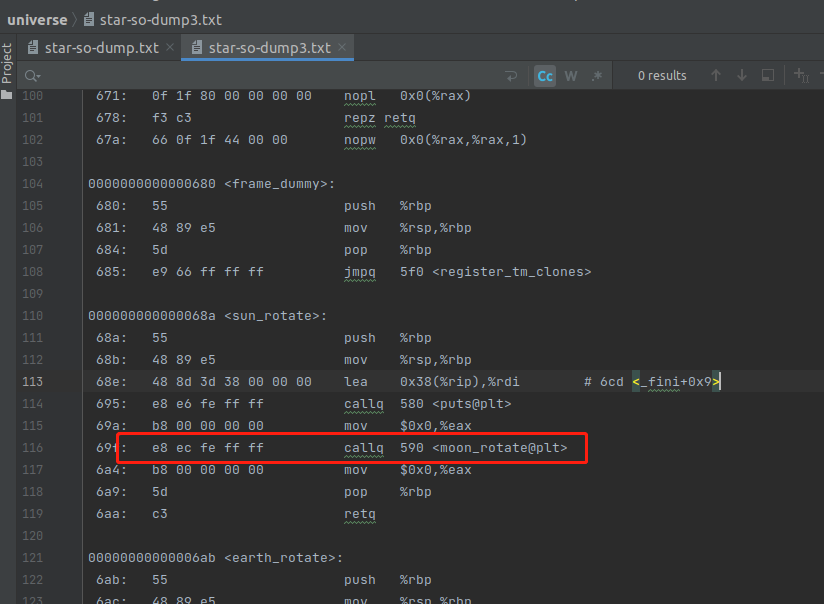 universe 〉 star-so-dump3.txt
Project
star-so-dump.txt × star-so-dump3.txt ×
Cc W .* 0 results
100 671: 0f 1f 80 00 00 00 00 nopl 0x0(%rax)
101 678: f3 c3 repz retq
102 67a: 66 0f 1f 44 00 00 nopw 0x0(%rax,%rax,1)
103
104 0000000000000680 <frame_dummy>:
105 680: 55 push %rbp
106 681: 48 89 e5 mov %rsp,%rbp
107 684: 5d pop %rbp
108 685: e9 66 ff ff ff jmpq 5f0 <register_tm_clones>
109
110 000000000000068a <sun_rotate>:
111 68a: 55 push %rbp
112 68b: 48 89 e5 mov %rsp,%rbp
113 68e: 48 8d 3d 38 00 00 00 lea 0x38(%rip),%rdi # 6cd <_fini+0x9>
114 695: e8 e6 fe ff ff callq 580 <puts@plt>
115 69a: b8 00 00 00 00 mov $0x0,%eax
116 69f: e8 ec fe ff ff callq 590 <moon_rotate@plt>
117 6a4: b8 00 00 00 00 mov $0x0,%eax
118 6a9: 5d pop %rbp
119 6aa: c3 retq
120
121 00000000000006ab <earth_rotate>:
122 6ab: 55 push %rbp
123 6ac: 48 89 e5 mov %rsp,%rbp